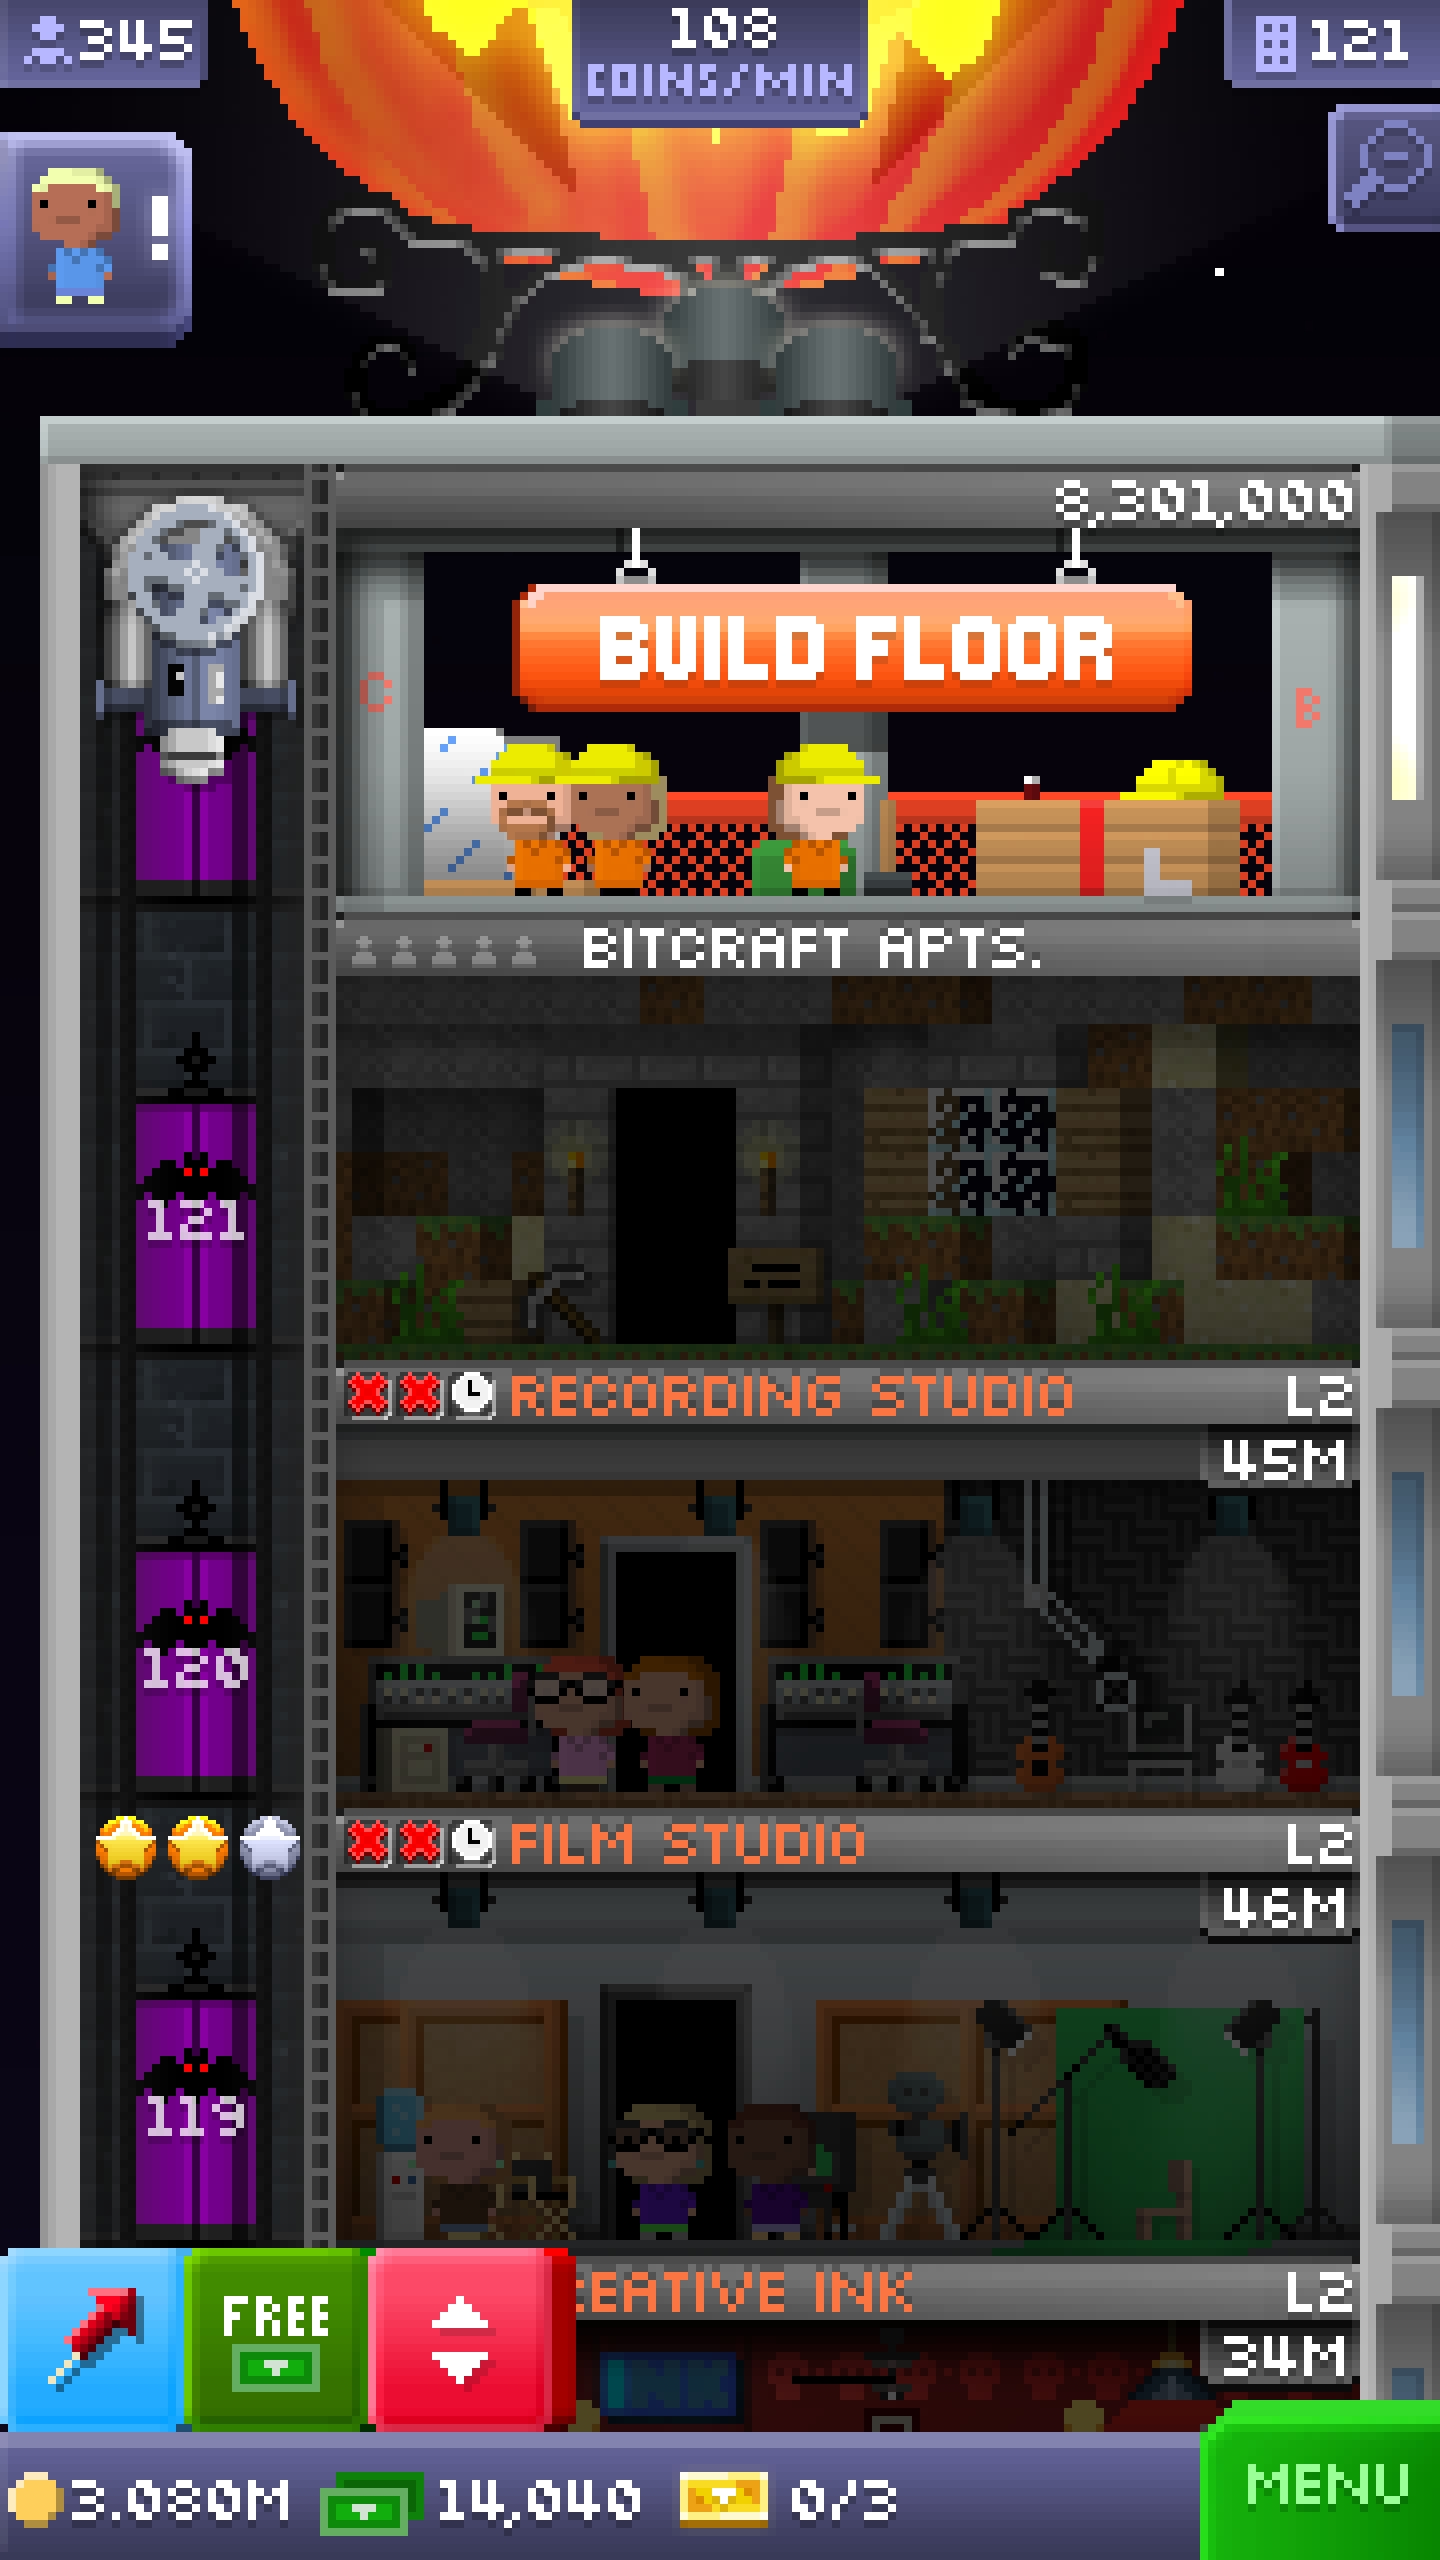 345
108
COINS/MIN
121
!
8,301,000
BUILD FLOOR
C
B
BITCRAFT APTS.
121
RECORDING STUDIO
L2
45M
120
FILM STUDIO
L2
46M
119
EATIVE INK
L2
34M
INK
FREE
3.080M
14,040
0/3
MENU